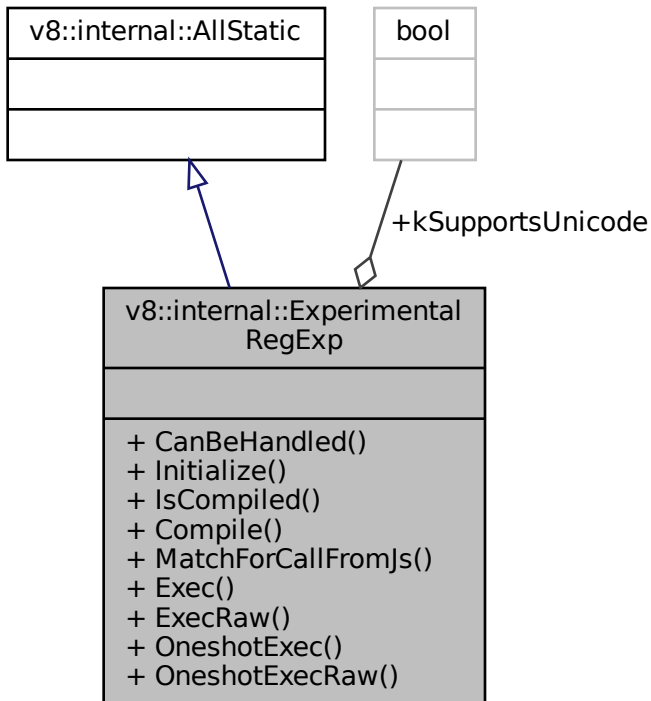 v8::internal::AllStatic
bool
+kSupportsUnicode
v8::internal::Experimental
RegExp
+ CanBeHandled()
+ Initialize()
+ IsCompiled()
+ Compile()
+ MatchForCallFromJs()
+ Exec()
+ ExecRaw()
+ OneshotExec()
+ OneshotExecRaw()